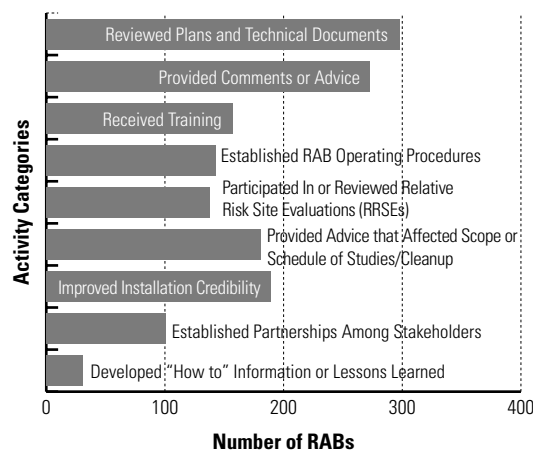 Reviewed Plans and Technical Documents
Provided Comments or Advice
Received Training
Established RAB Operating Procedures
Participated In or Reviewed Relative
Risk Site Evaluations (RRSEs)
Provided Advice that Affected Scope or
Schedule of Studies/Cleanup
Improved Installation Credibility
Established Partnerships Among Stakeholders
Developed “How to” Information or Lessons Learned
Activity Categories
0 100 200 300 400
Number of RABs